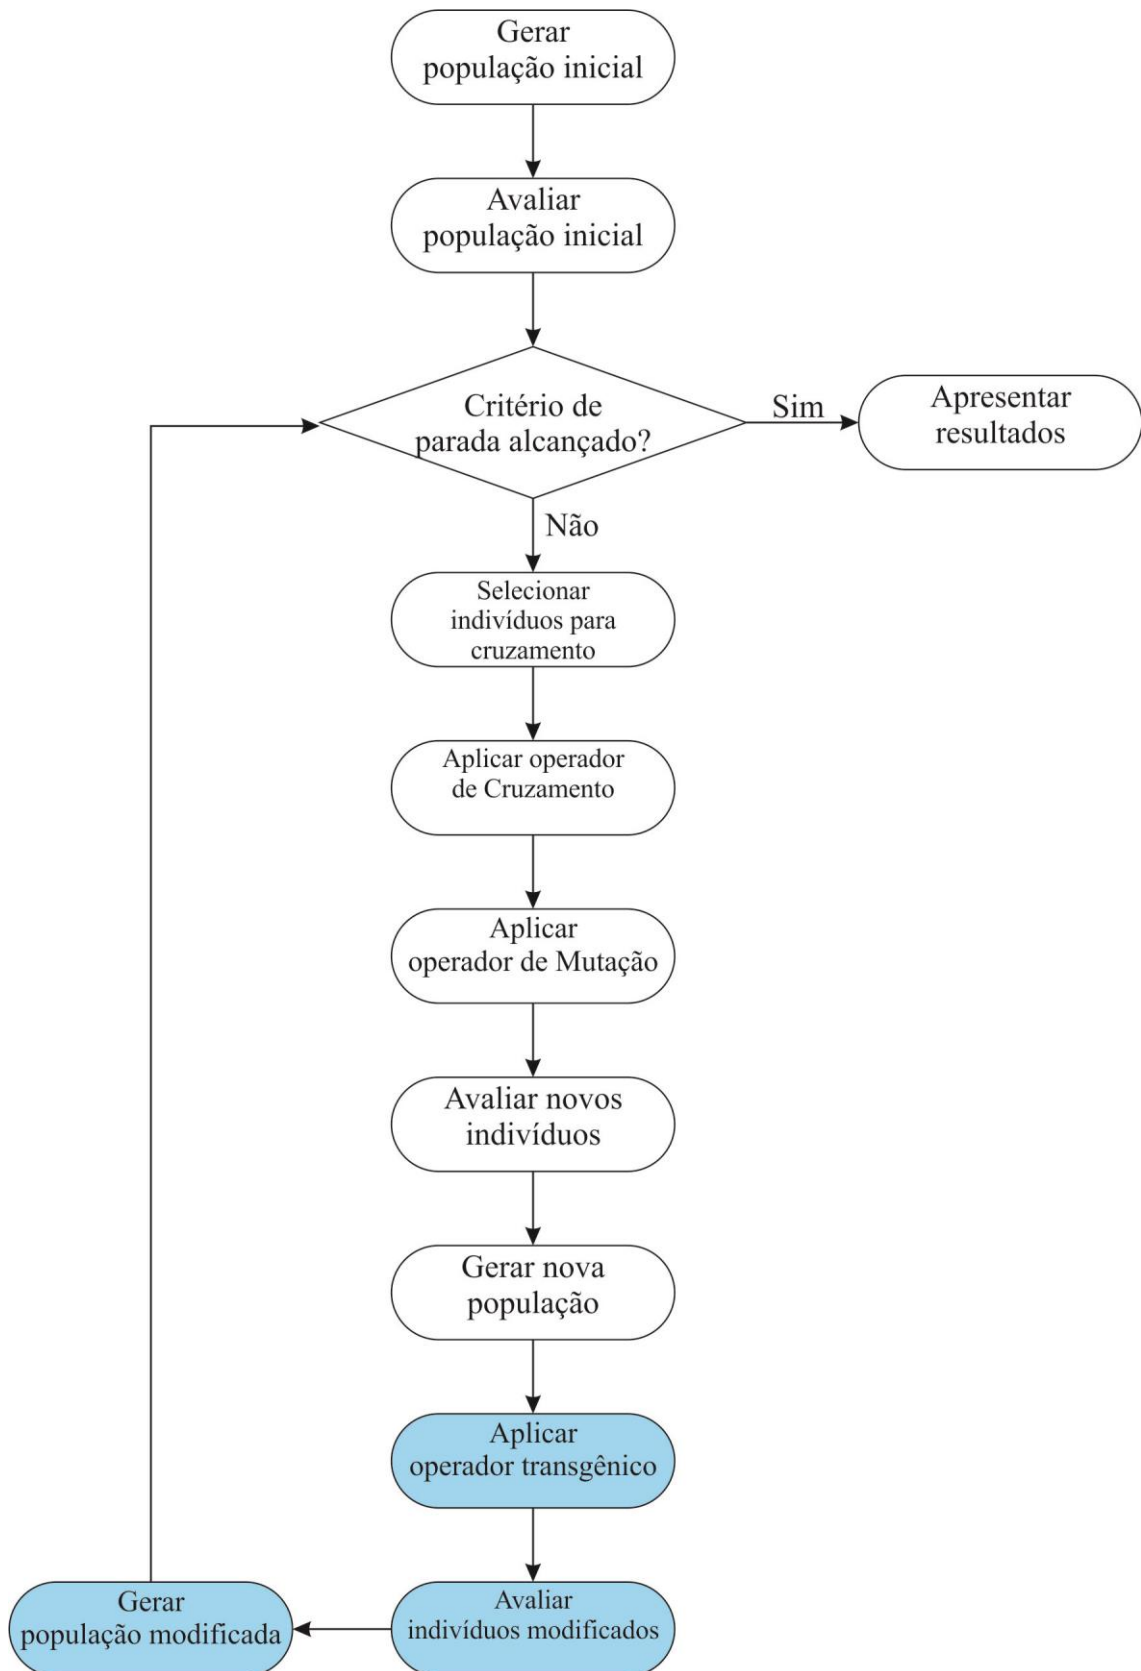 Gerar
população inicial
Avaliar
população inicial
Critério de
parada alcançado?
Sim
Apresentar
resultados
Não
Selecionar
indivíduos para
cruzamento
Aplicar operador
de Cruzamento
Aplicar
operador de Mutação
Avaliar novos
indivíduos
Gerar nova
população
Aplicar
operador transgênico
Avaliar
indivíduos modificados
Gerar
população modificada